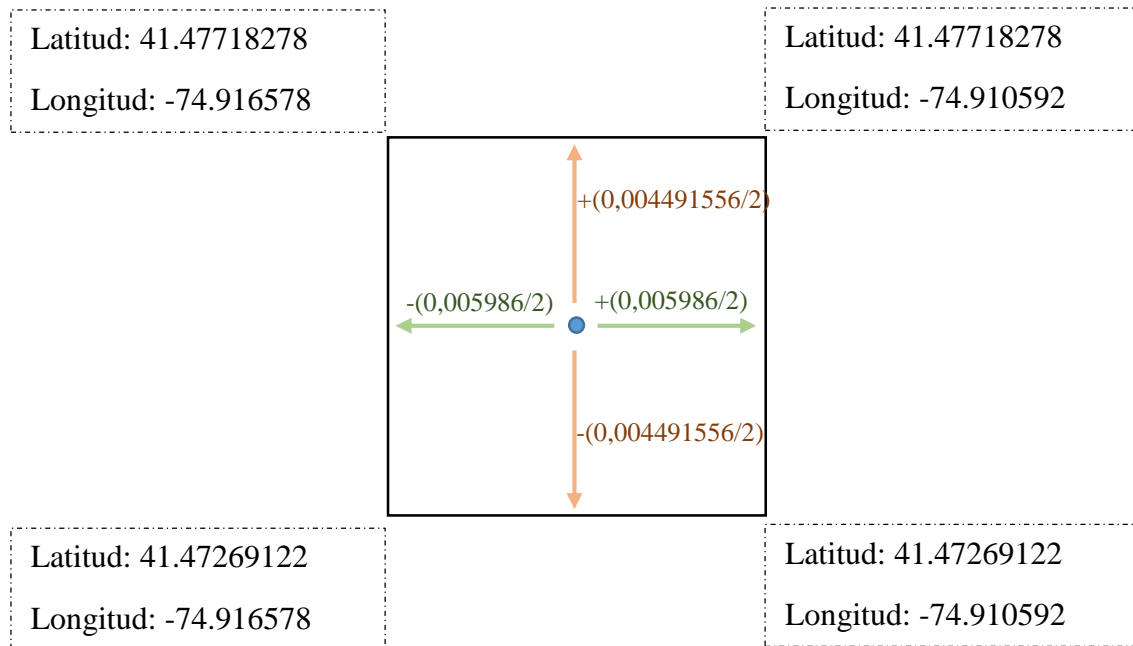 Latitud: 41.47718278
Longitud: -74.916578
Latitud: 41.47718278
Longitud: -74.910592
+(0,004491556/2)
-(0,005986/2)
+(0,005986/2)
-(0,004491556/2)
Latitud: 41.47269122
Longitud: -74.916578
Latitud: 41.47269122
Longitud: -74.910592